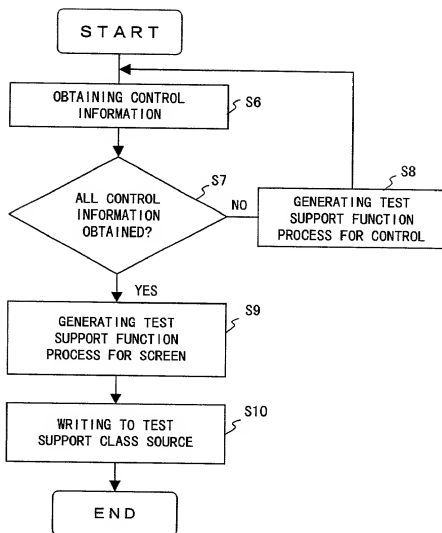 START
OBTAINING CONTROL
INFORMATION
S6
ALL CONTROL
INFORMATION
OBTAINED?
S7
NO
GENERATING TEST
SUPPORT FUNCTION
PROCESS FOR CONTROL
S8
YES
GENERATING TEST
SUPPORT FUNCTION
PROCESS FOR SCREEN
S9
WRITING TO TEST
SUPPORT CLASS SOURCE
S10
END